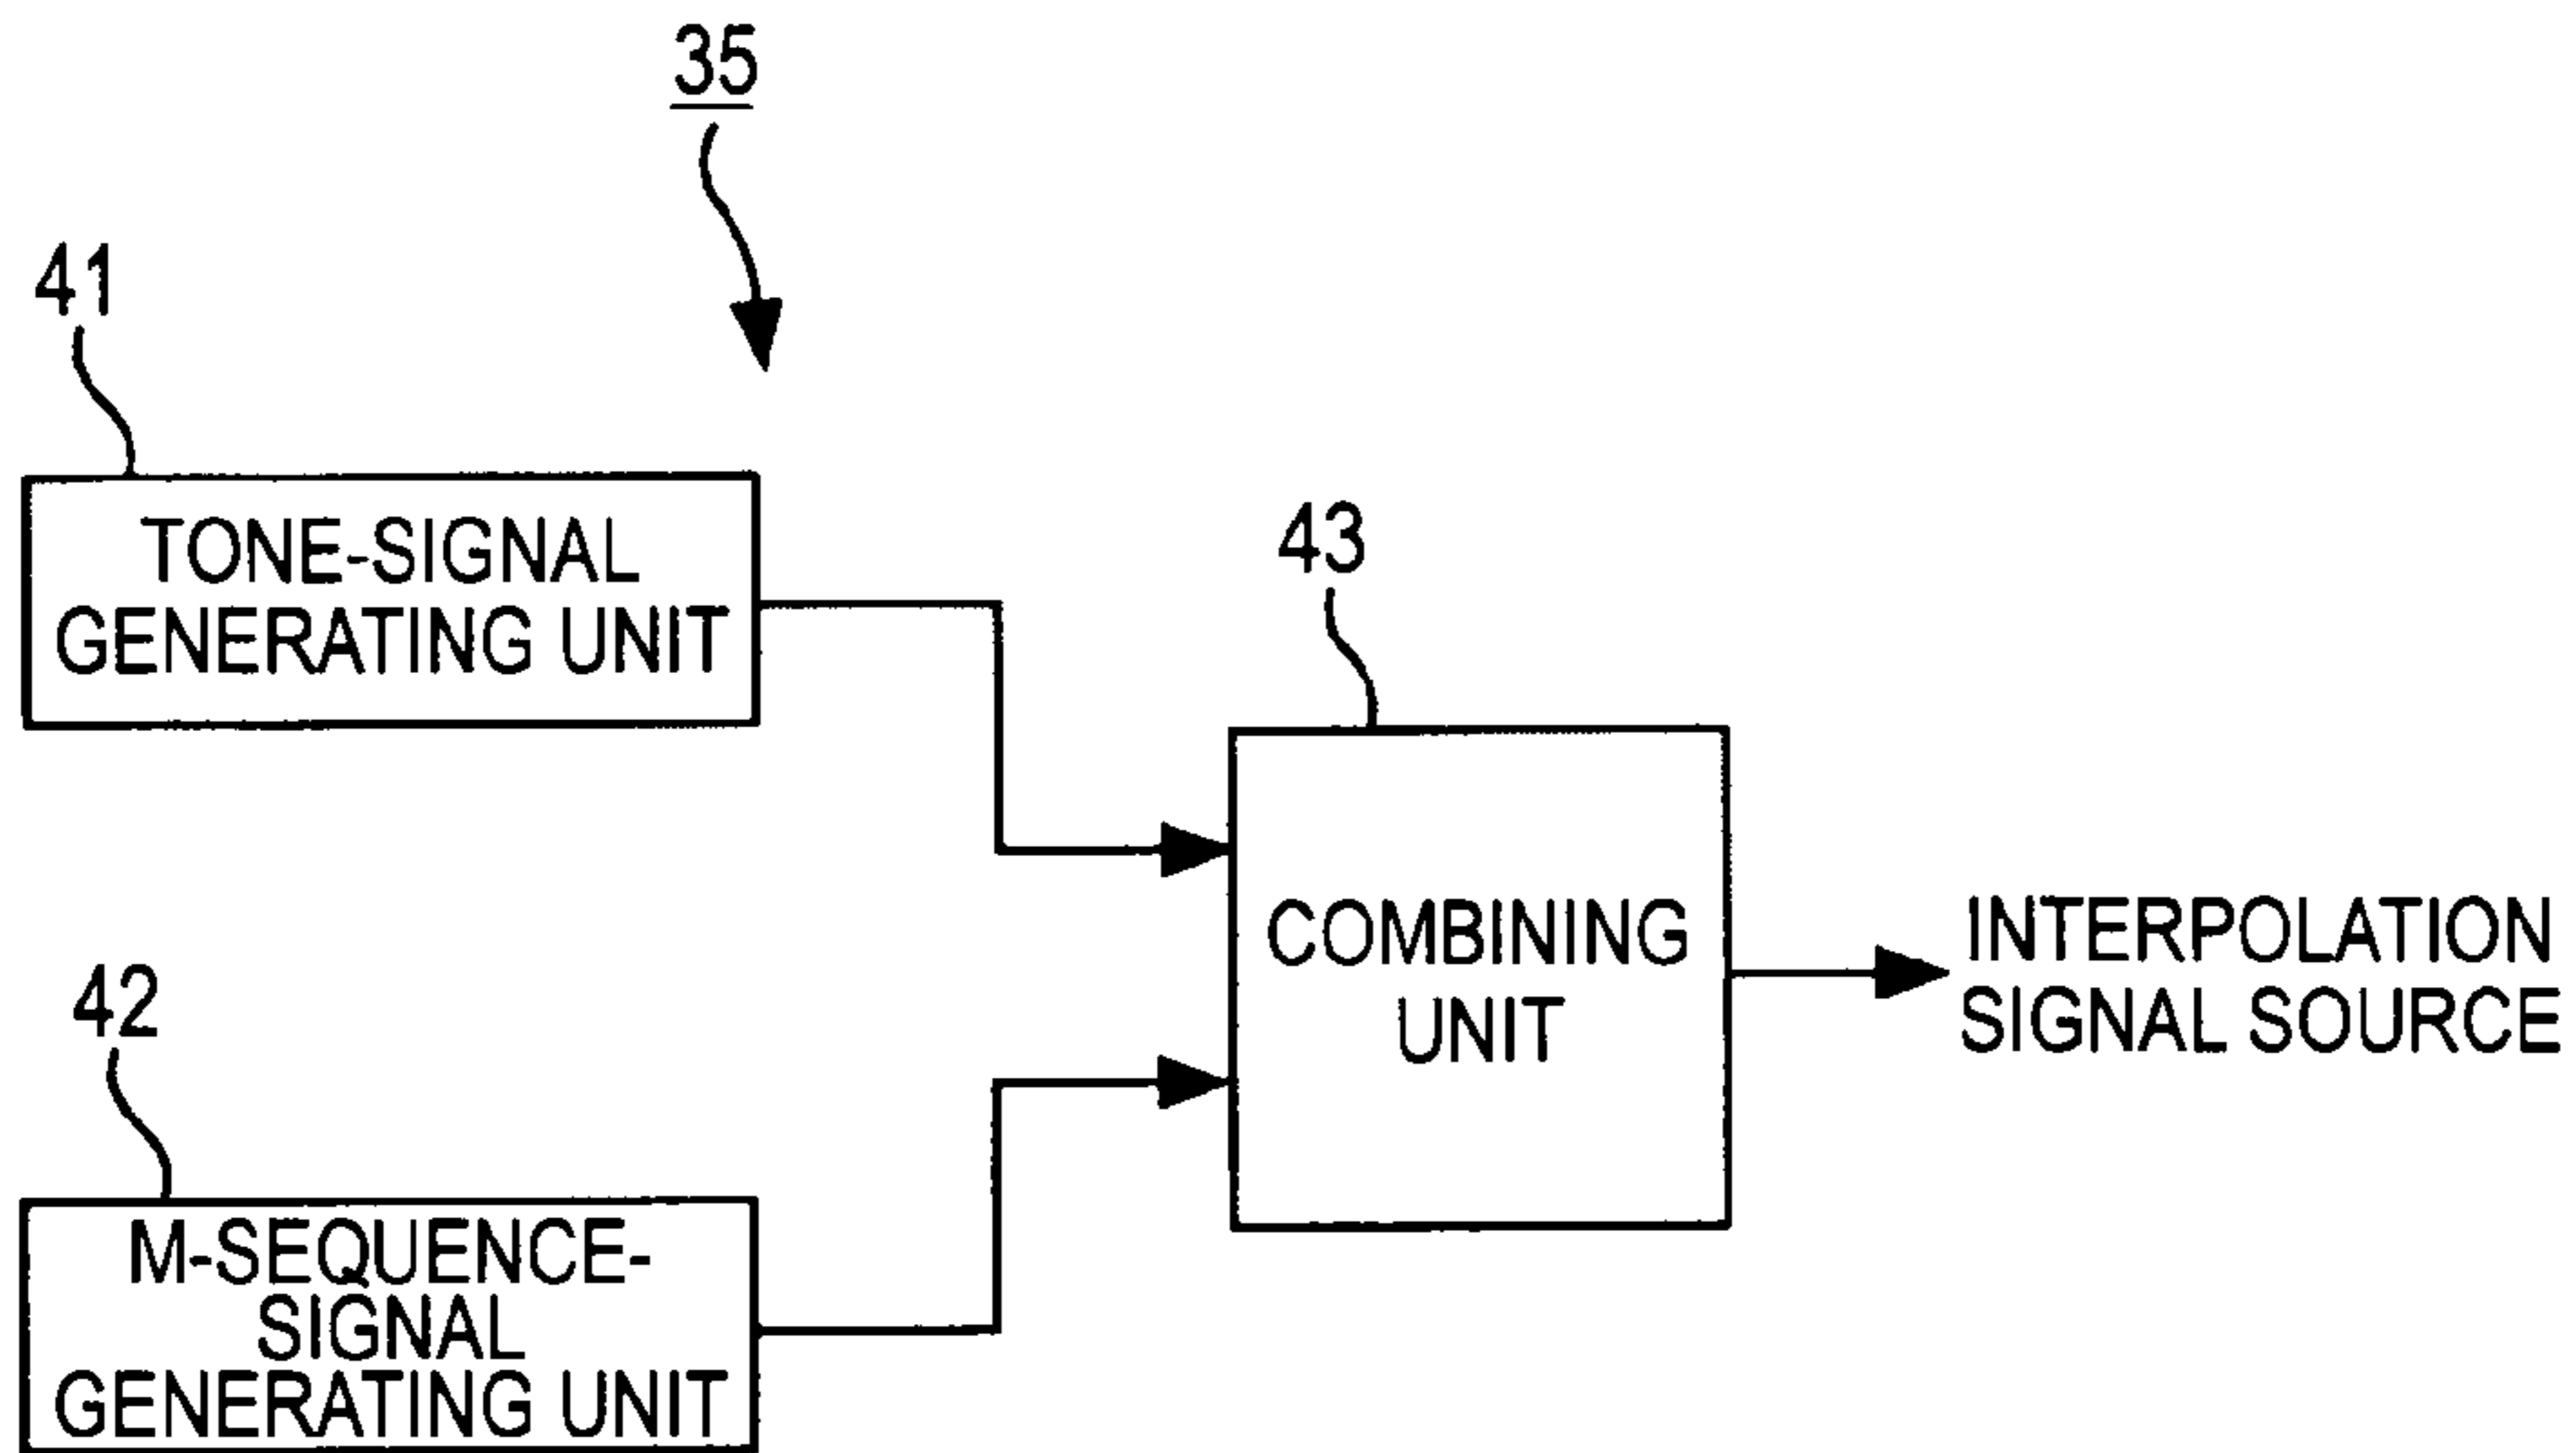 35
41
TONE-SIGNAL
GENERATING UNIT
43
COMBINING
UNIT
INTERPOLATION
SIGNAL SOURCE
42
M-SEQUENCE-
SIGNAL
GENERATING UNIT